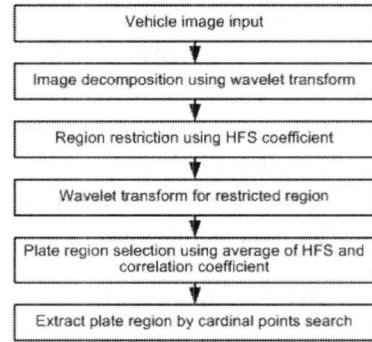 Vehicle image input
Image decomposition using wavelet transform
Region restriction using HFS coefficient
Wavelet transform for restricted region
Plate region selection using average of HFS and
correlation coefficient
Extract plate region by cardinal points search